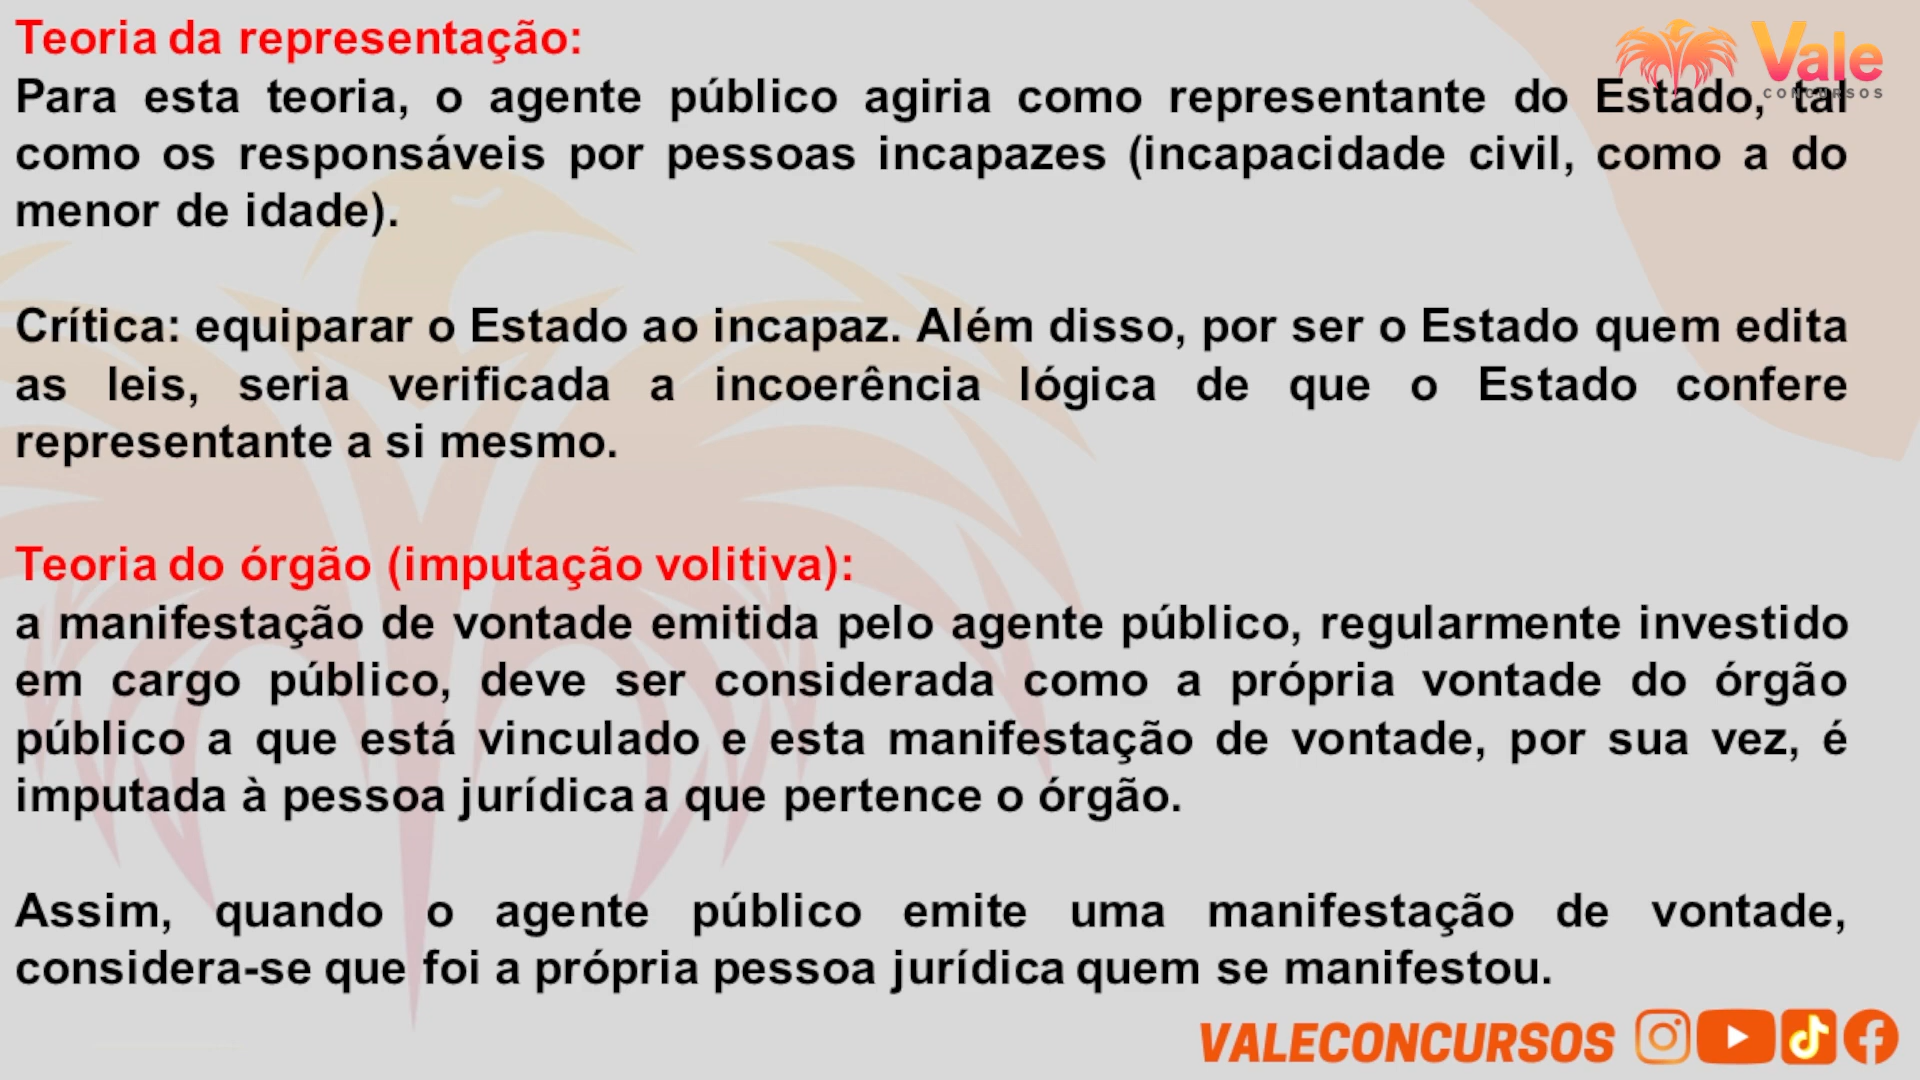 Teoria da representação:
Vale
CONCURSOS
Para esta teoria, o agente público agiria como representante do Estado, tal
como os responsáveis por pessoas incapazes (incapacidade civil, como a do
menor de idade).
Crítica: equiparar o Estado ao incapaz. Além disso, por ser o Estado quem edita
as leis, seria verificada a incoerência lógica de que o Estado confere
representante a si mesmo.
Teoria do órgão (imputação volitiva):
a manifestação de vontade emitida pelo agente público, regularmente investido
em cargo público, deve ser considerada como a própria vontade do órgão
público a que está vinculado e esta manifestação de vontade, por sua vez, é
imputada à pessoa jurídica a que pertence o órgão.
Assim, quando o agente público emite uma manifestação de vontade,
considera-se que foi a própria pessoa jurídica quem se manifestou.
VALECONCURSOS